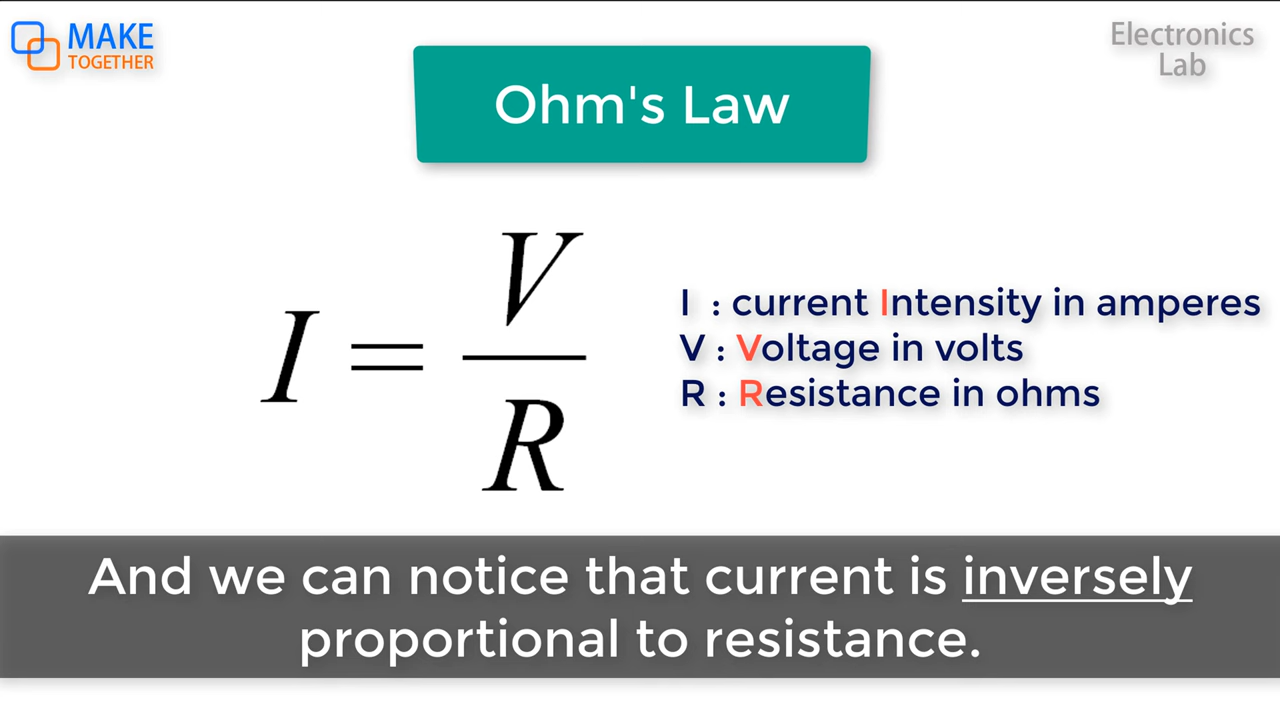 MAKE
TOGETHER
Electronics
Lab
Ohm's Law
I = V / R
I : current Intensity in amperes
V : Voltage in volts
R : Resistance in ohms
And we can notice that current is inversely
proportional to resistance.